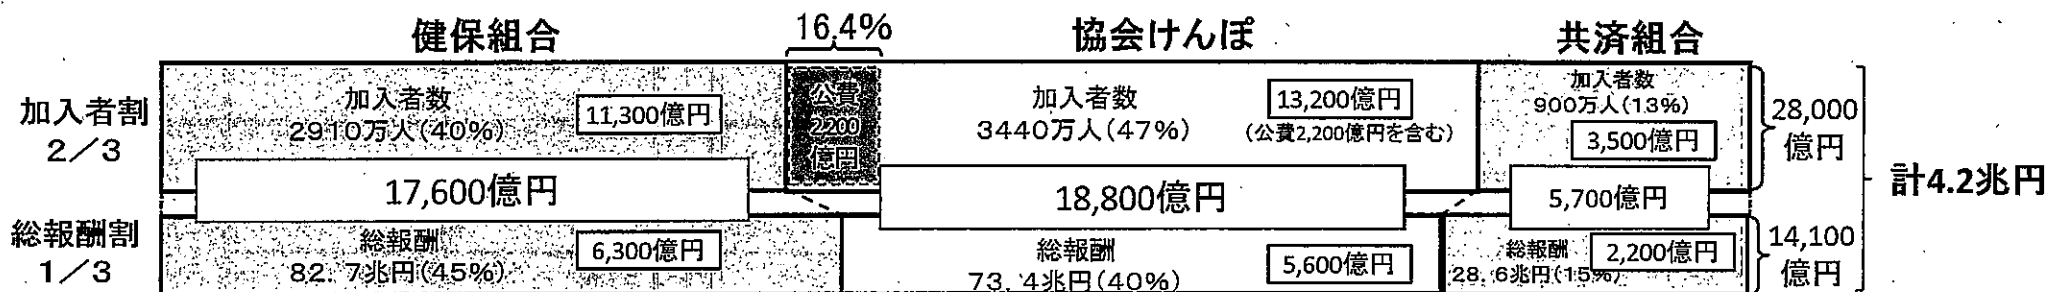 健保組合
16.4%
協会けんぽ
共済組合
加入者割
2／3
加入者数
2910万人(40%)
11,300億円
公費
2200
億円
加入者数
3440万人(47%)
13,200億円
(公費2,200億円を含む)
加入者数
900万人(13%)
3,500億円
28,000
億円
17,600億円
18,800億円
5,700億円
計4.2兆円
総報酬割
1／3
総報酬
82.7兆円(45%)
6,300億円
総報酬
73.4兆円(40%)
5,600億円
総報酬
28.6兆円(15%)
2,200億円
14,100
億円